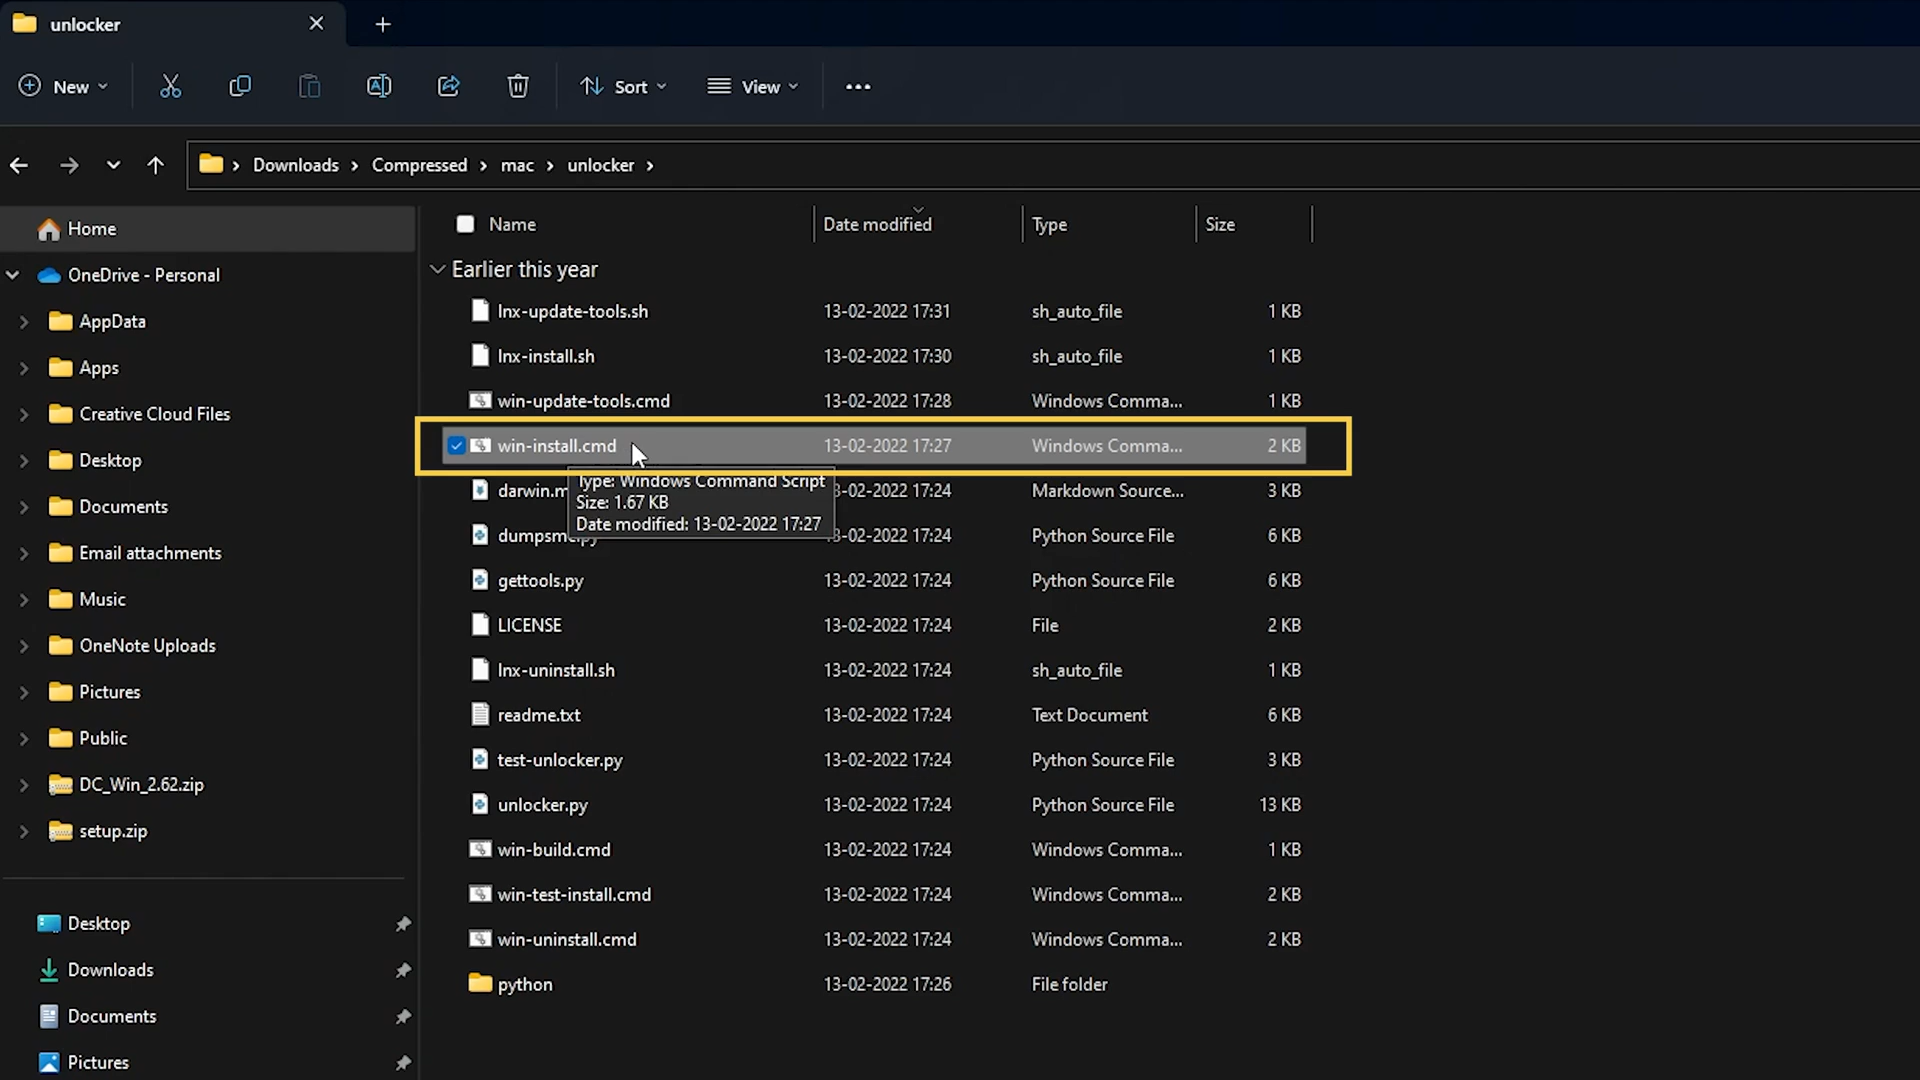 unlocker
New
Sort
View
Downloads > Compressed > mac > unlocker >
Home
OneDrive - Personal
AppData
Apps
Creative Cloud Files
Desktop
Documents
Email attachments
Music
OneNote Uploads
Pictures
Public
DC_Win_2.62.zip
setup.zip
Desktop
Downloads
Documents
Pictures
Name Date modified Type Size
Earlier this year
lnx-update-tools.sh 13-02-2022 17:31 sh_auto_file 1 KB
lnx-install.sh 13-02-2022 17:30 sh_auto_file 1 KB
win-update-tools.cmd 13-02-2022 17:28 Windows Comma... 1 KB
win-install.cmd 13-02-2022 17:27 Windows Comma... 2 KB
Type: Windows Command Script
Size: 1.67 KB
Date modified: 13-02-2022 17:27
darwin.m 3-02-2022 17:24 Markdown Source... 3 KB
dumpsmc.py 3-02-2022 17:24 Python Source File 6 KB
gettools.py 13-02-2022 17:24 Python Source File 6 KB
LICENSE 13-02-2022 17:24 File 2 KB
lnx-uninstall.sh 13-02-2022 17:24 sh_auto_file 1 KB
readme.txt 13-02-2022 17:24 Text Document 6 KB
test-unlocker.py 13-02-2022 17:24 Python Source File 3 KB
unlocker.py 13-02-2022 17:24 Python Source File 13 KB
win-build.cmd 13-02-2022 17:24 Windows Comma... 1 KB
win-test-install.cmd 13-02-2022 17:24 Windows Comma... 2 KB
win-uninstall.cmd 13-02-2022 17:24 Windows Comma... 2 KB
python 13-02-2022 17:26 File folder